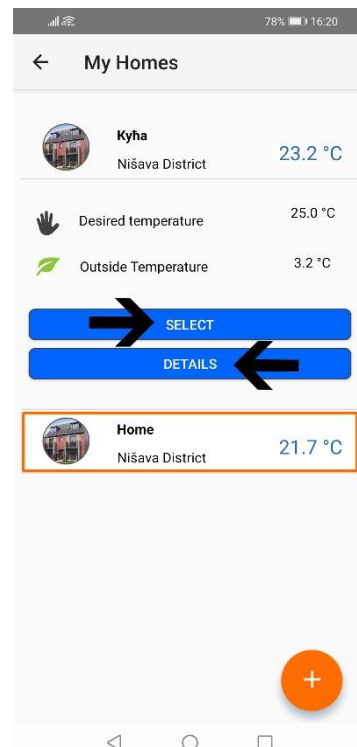 78% 16:20
My Homes
Kyħa
Nišava District
23.2 °C
Desired temperature
25.0 °C
Outside Temperature
3.2 °C
SELECT
DETAILS
Home
Nišava District
21.7 °C
+